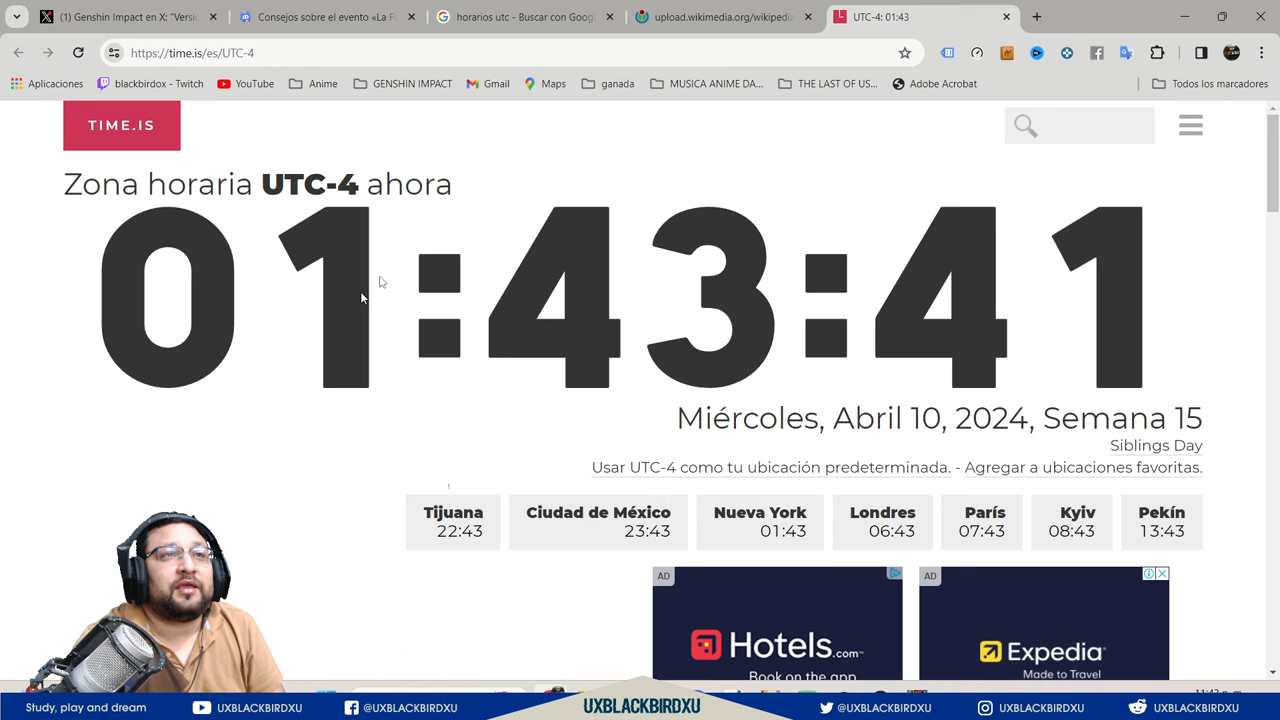 (1) Genshin Impact en X: "Versi
Consejos sobre el evento «La F
horarios utc - Buscar con Goog
upload.wikimedia.org/wikipedia
UTC-4: 01:43
https://time.is/es/UTC-4
Aplicaciones
blackbirdox - Twitch
YouTube
Anime
GENSHIN IMPACT
Gmail
Maps
ganada
MUSICA ANIME DA...
THE LAST OF US...
Adobe Acrobat
Todos los marcadores
TIME.IS
Zona horaria UTC-4 ahora
01:43:41
Miércoles, Abril 10, 2024, Semana 15
Siblings Day
Usar UTC-4 como tu ubicación predeterminada. - Agregar a ubicaciones favoritas.
Tijuana
22:43
Ciudad de México
23:43
Nueva York
01:43
Londres
06:43
París
07:43
Kyiv
08:43
Pekín
13:43
AD
Hotels.com
Book on the app
AD
Expedia
Made to Travel
Study, play and dream
UXBLACKBIRDXU
@UXBLACKBIRDXU
UXBLACKBIRDXU
@UXBLACKBIRDXU
UXBLACKBIRDXU
UXBLACKBIRDXU